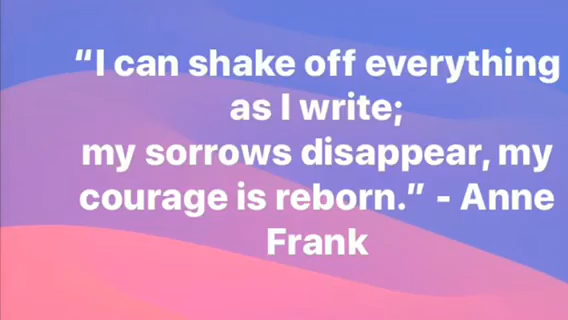 “I can shake off everything
as I write;
my sorrows disappear, my
courage is reborn.” - Anne
Frank